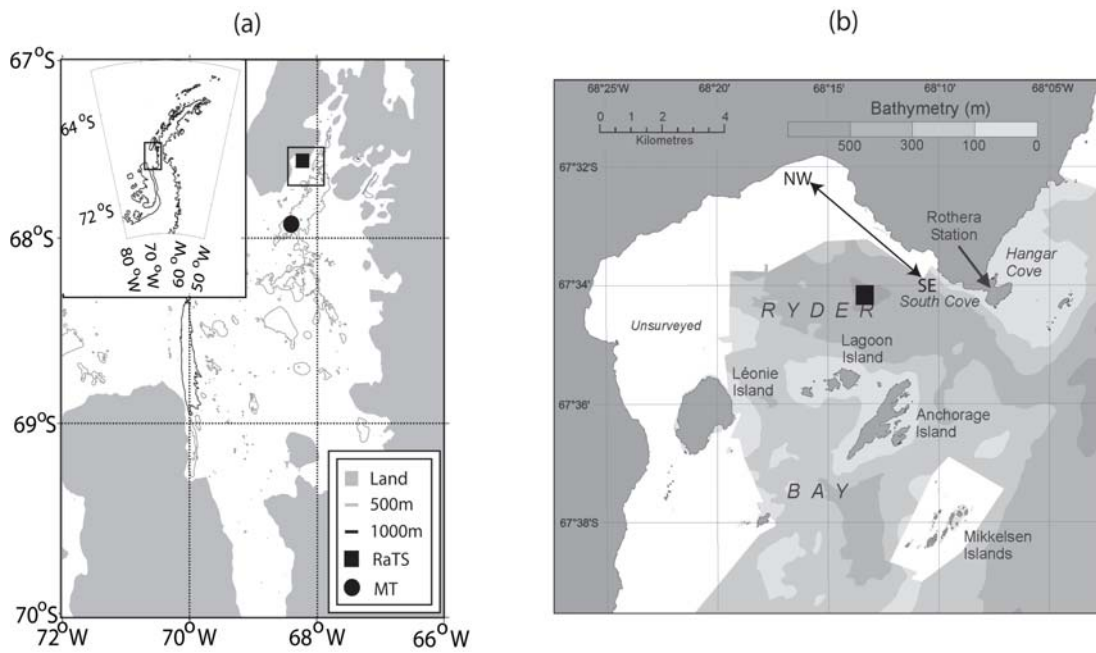 (a)
67°S
68°S
69°S
70°S
72°W
70°W
68°W
66°W
64°S
72°S
80°W
70°W
60°W
50°W
Land
500m
1000m
RaTS
MT
(b)
68°25'W
68°20'W
68°15'W
68°10'W
68°05'W
0 2 4
Kilometres
Bathymetry (m)
500 300 100 0
67°32'S
67°34'S
67°36'S
67°38'S
NW
SE
Rothera
Station
Hangar
Cove
South Cove
RYDER
Unsurveyed
Lagoon
Island
Léonie
Island
Anchorage
Island
BAY
Mikkelsen
Islands